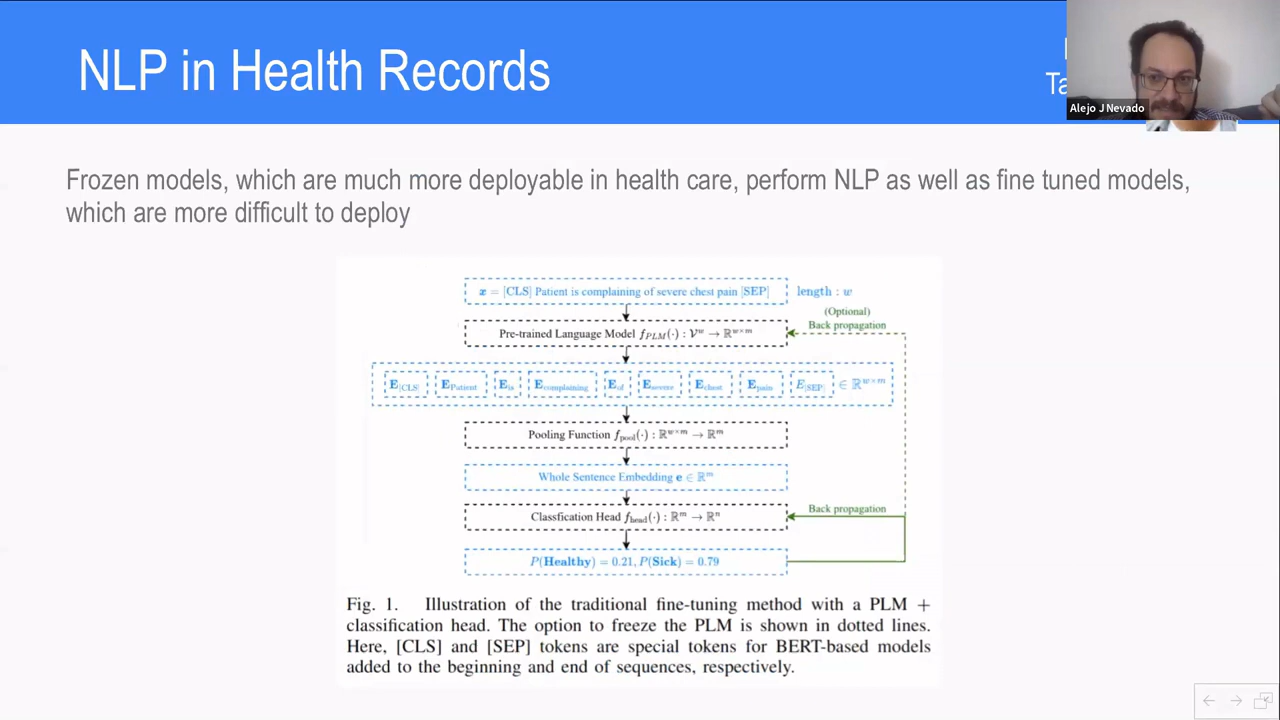 NLP in Health Records
Alejo J Nevado
Frozen models, which are much more deployable in health care, perform NLP as well as fine tuned models,
which are more difficult to deploy
x = [CLS] Patient is complaining of severe chest pain [SEP] length : w
(Optional)
Back propagation
Pre-trained Language Model f_PLM(·) : 𝒱^w → ℝ^{w×m}
E_[CLS] E_Patient E_is E_complaining E_of E_severe E_chest E_pain E_[SEP] ∈ ℝ^{w×m}
Pooling Function f_pool(·) : ℝ^{w×m} → ℝ^m
Whole Sentence Embedding e ∈ ℝ^m
Back propagation
Classfication Head f_head(·) : ℝ^m → ℝ^n
P(Healthy) = 0.21, P(Sick) = 0.79
Fig. 1. Illustration of the traditional fine-tuning method with a PLM +
classification head. The option to freeze the PLM is shown in dotted lines.
Here, [CLS] and [SEP] tokens are special tokens for BERT-based models
added to the beginning and end of sequences, respectively.